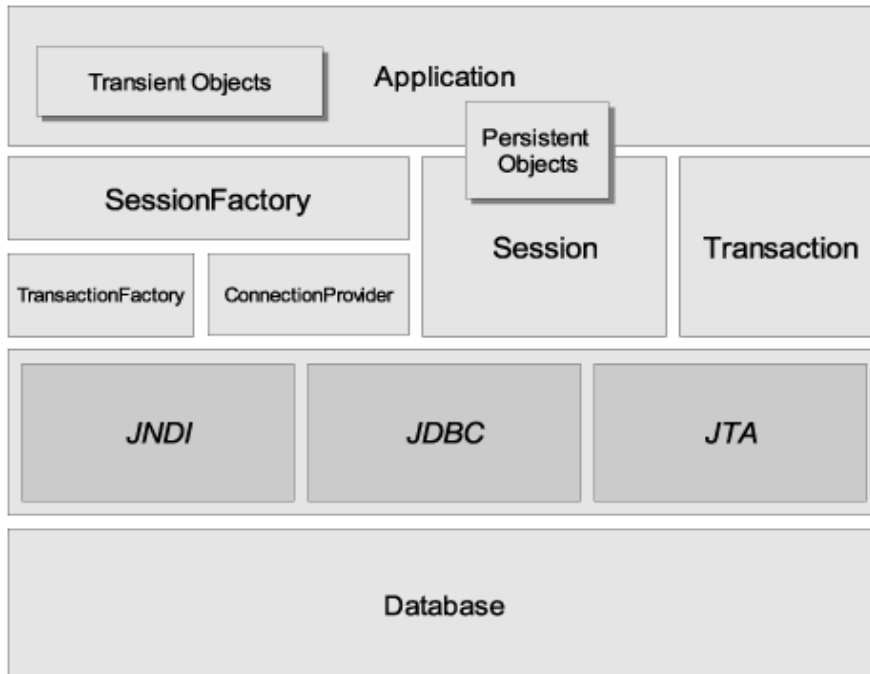 Transient Objects
Application
Persistent
Objects
SessionFactory
Session
Transaction
TransactionFactory
ConnectionProvider
JNDI
JDBC
JTA
Database